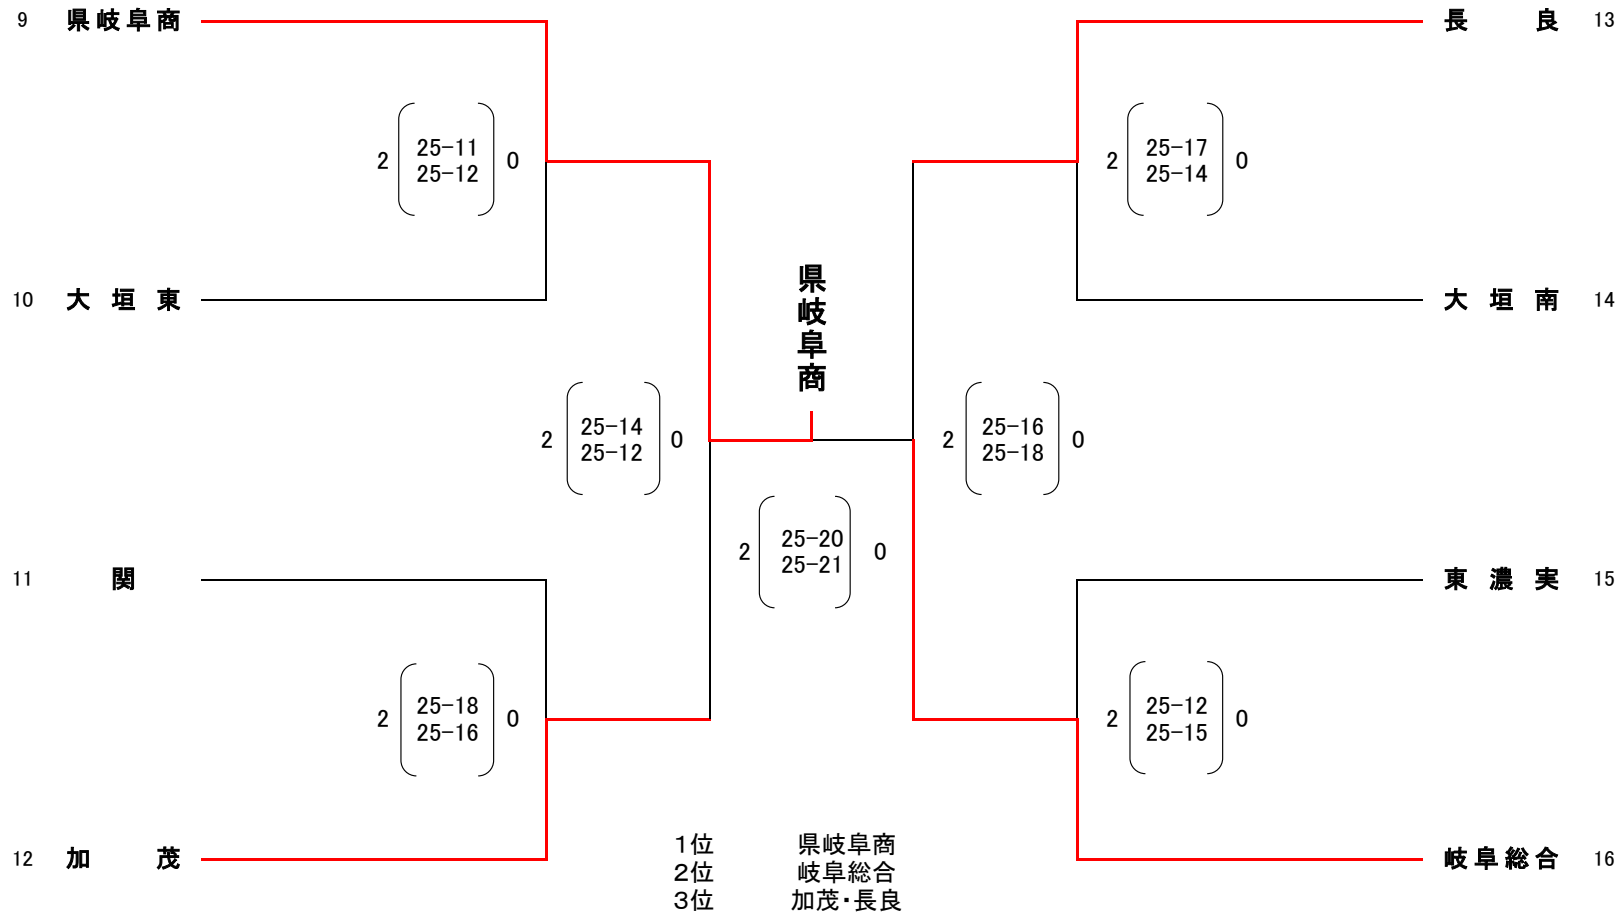 9 県岐阜商
長良 13
2 25-11 0
25-12
2 25-17 0
25-14
10 大垣東
大垣南 14
県岐阜商
2 25-14 0
25-12
2 25-16 0
25-18
2 25-20 0
25-21
11 関
東濃実 15
2 25-18 0
25-16
2 25-12 0
25-15
12 加茂
岐阜総合 16
1位 県岐阜商
2位 岐阜総合
3位 加茂・長良